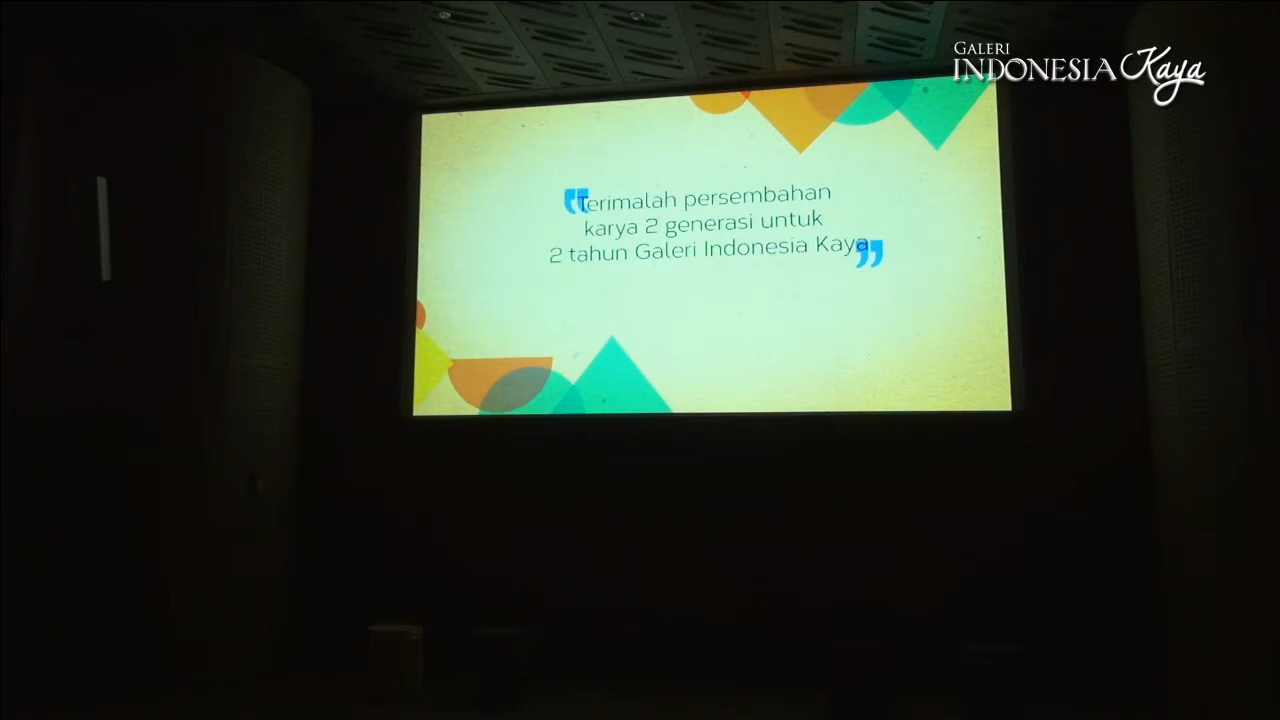 GALERI
INDONESIA Kaya
Terimalah persembahan
karya 2 generasi untuk
2 tahun Galeri Indonesia Kaya